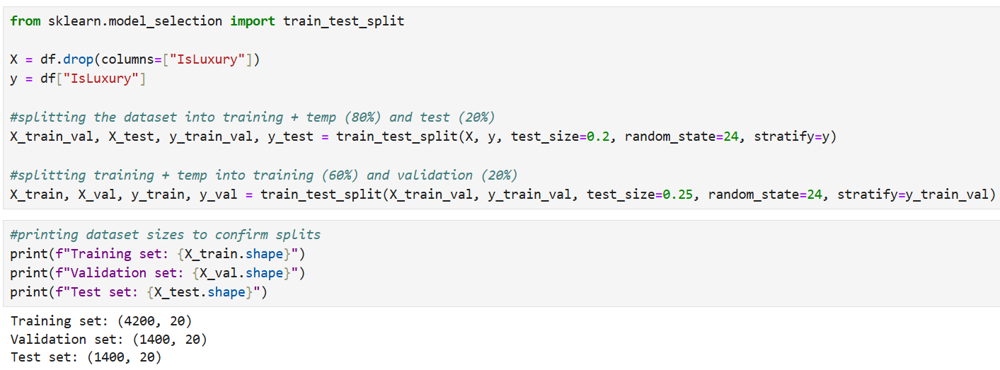 from sklearn.model_selection import train_test_split
X = df.drop(columns=["IsLuxury"])
y = df["IsLuxury"]
#splitting the dataset into training + temp (80%) and test (20%)
X_train_val, X_test, y_train_val, y_test = train_test_split(X, y, test_size=0.2, random_state=24, stratify=y)
#splitting training + temp into training (60%) and validation (20%)
X_train, X_val, y_train, y_val = train_test_split(X_train_val, y_train_val, test_size=0.25, random_state=24, stratify=y_train_val)
#printing dataset sizes to confirm splits
print(f"Training set: {X_train.shape}")
print(f"Validation set: {X_val.shape}")
print(f"Test set: {X_test.shape}")
Training set: (4200, 20)
Validation set: (1400, 20)
Test set: (1400, 20)